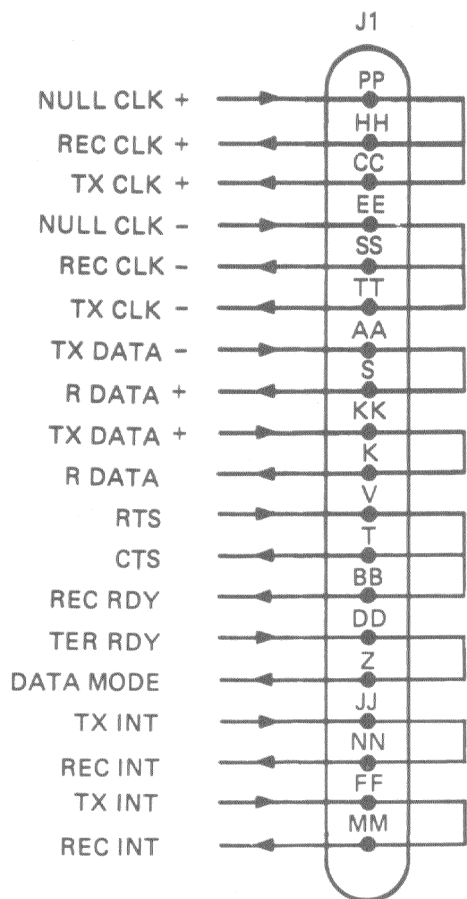 J1
NULL CLK + PP
REC CLK + HH
TX CLK + CC
NULL CLK - EE
REC CLK - SS
TX CLK - TT
TX DATA - AA
R DATA + S
TX DATA + KK
R DATA K
RTS V
CTS T
REC RDY BB
TER RDY DD
DATA MODE Z
TX INT JJ
REC INT NN
TX INT FF
REC INT MM